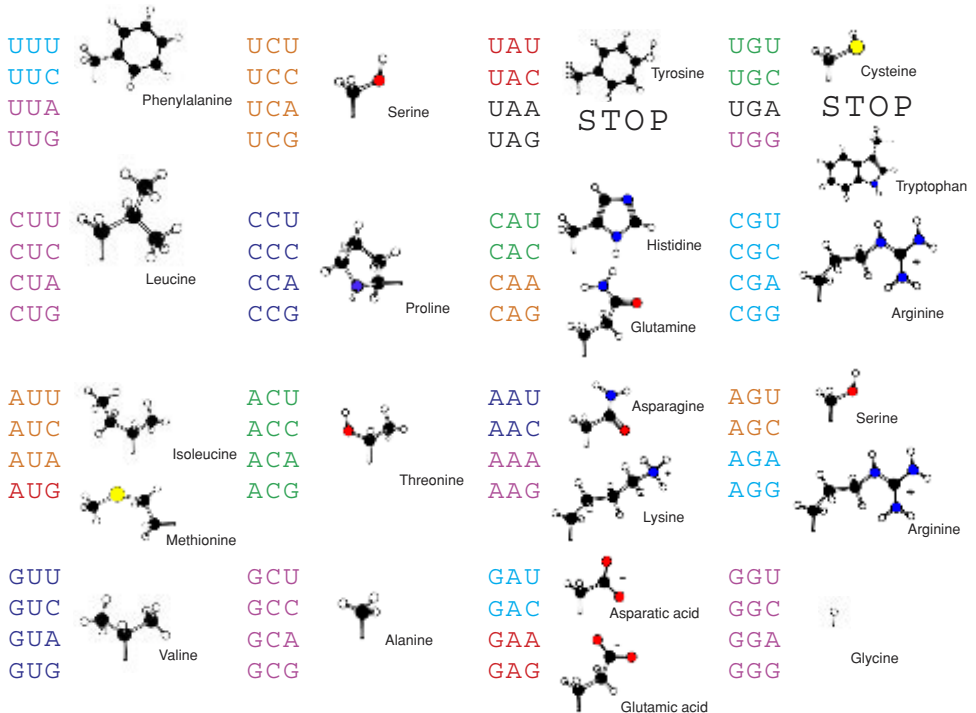 UUU
UUC
UUA
UUG
Phenylalanine
UCU
UCC
UCA
UCG
Serine
UAU
UAC
UAA
UAG
Tyrosine
STOP
UGU
UGC
UGA
UGG
Cysteine
STOP
Tryptophan
CUU
CUC
CUA
CUG
Leucine
CCU
CCC
CCA
CCG
Proline
CAU
CAC
CAA
CAG
Histidine
Glutamine
CGU
CGC
CGA
CGG
+
Arginine
AUU
AUC
AUA
AUG
Isoleucine
Methionine
ACU
ACC
ACA
ACG
Threonine
AAU
AAC
AAA
AAG
Asparagine
+
Lysine
AGU
AGC
AGA
AGG
Serine
+
Arginine
GUU
GUC
GUA
GUG
Valine
GCU
GCC
GCA
GCG
Alanine
GAU
GAC
GAA
GAG
-
Asparatic acid
-
Glutamic acid
GGU
GGC
GGA
GGG
Glycine